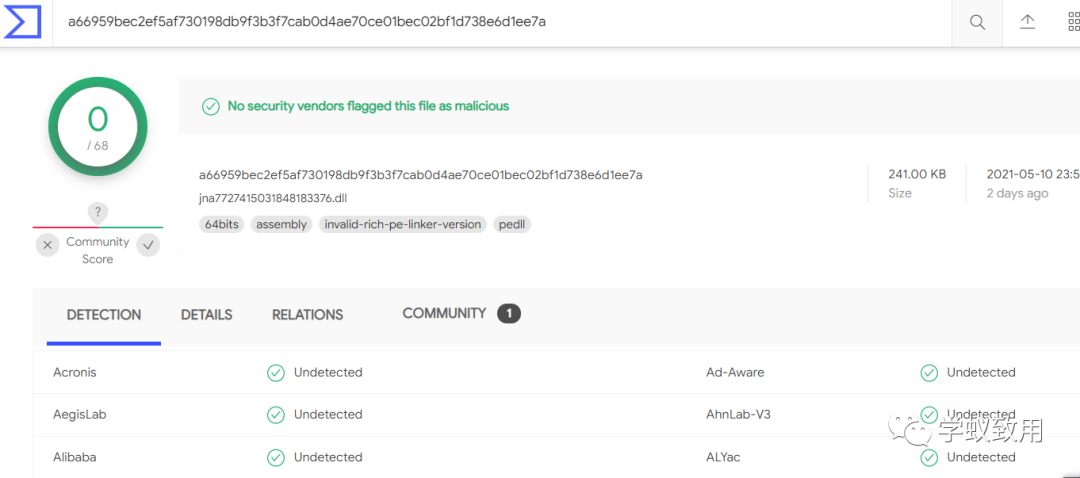 a66959bec2ef5af730198db9f3b3f7cab0d4ae70ce01bec02bf1d738e6d1ee7a
0
/ 68
No security vendors flagged this file as malicious
a66959bec2ef5af730198db9f3b3f7cab0d4ae70ce01bec02bf1d738e6d1ee7a
241.00 KB
2021-05-10 23:5
jna7727415031848183376.dll
Size
2 days ago
64bits assembly invalid-rich-pe-linker-version pedll
?
Community
Score
DETECTION DETAILS RELATIONS COMMUNITY 1
Acronis Undetected Ad-Aware Undetected
AegisLab Undetected AhnLab-V3 Undetected
学蚁致用
Alibaba Undetected ALYac Undetected